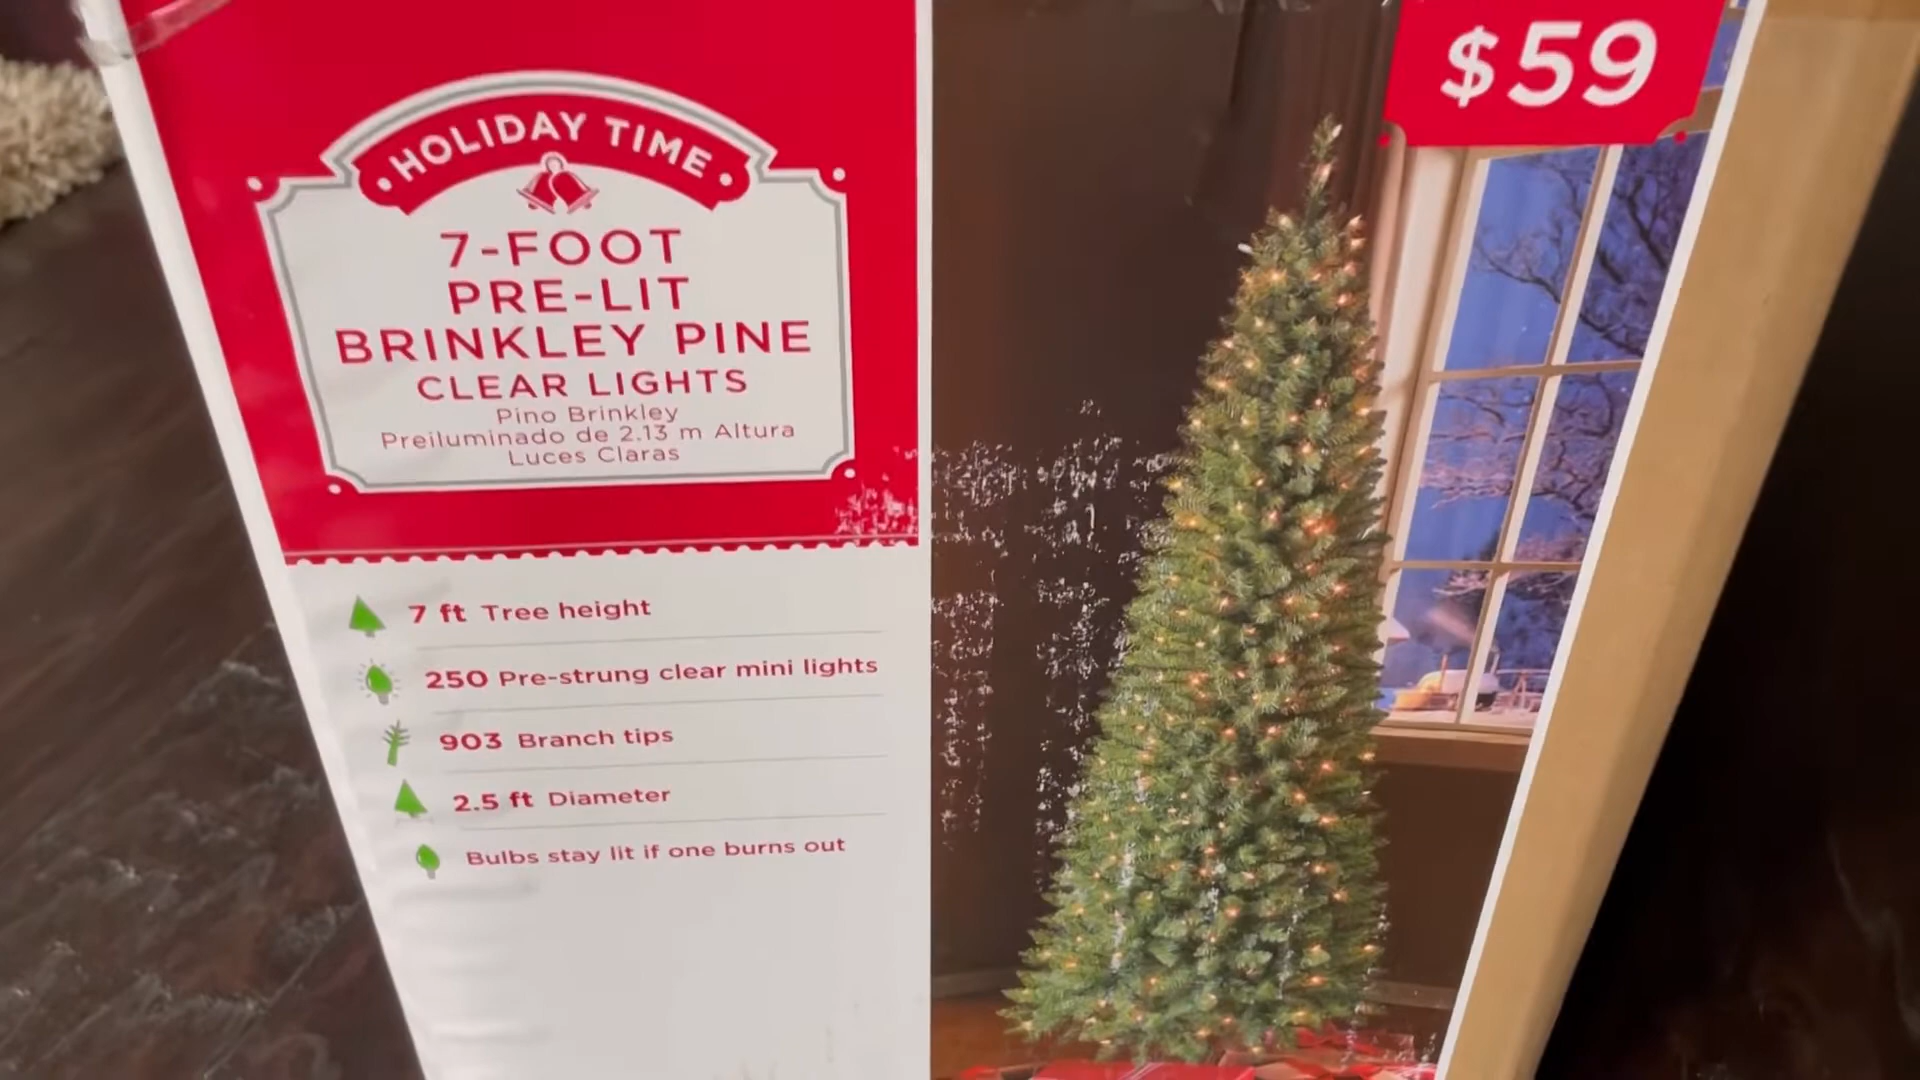 HOLIDAY TIME
7-FOOT
PRE-LIT
BRINKLEY PINE
CLEAR LIGHTS
Pino Brinkley
Preiluminado de 2.13 m Altura
Luces Claras
7 ft Tree height
250 Pre-strung clear mini lights
903 Branch tips
2.5 ft Diameter
Bulbs stay lit if one burns out
$59